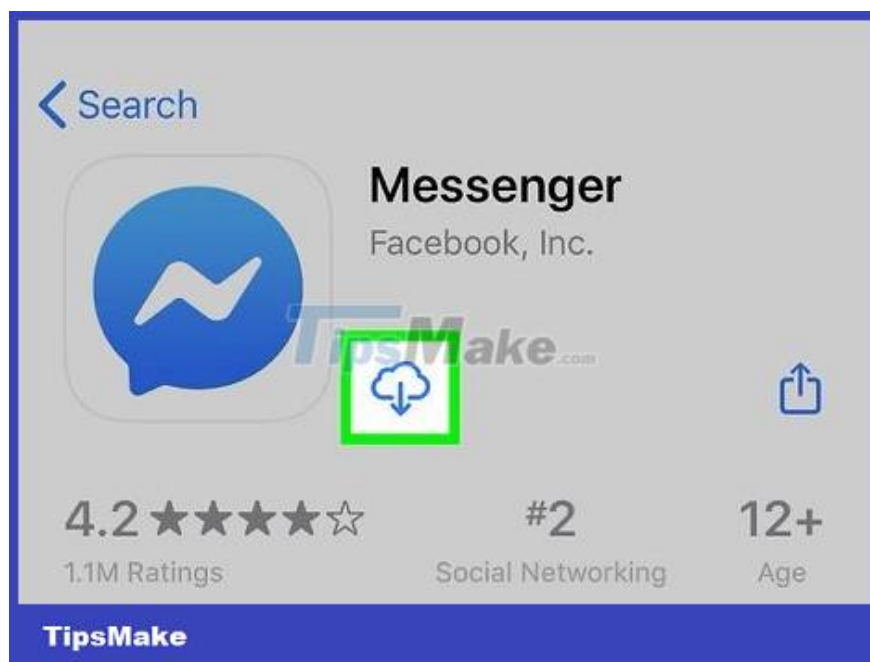 Search
Messenger
Facebook, Inc.
TipsMake.com
4.2
#2
12+
1.1M Ratings
Social Networking
Age
TipsMake